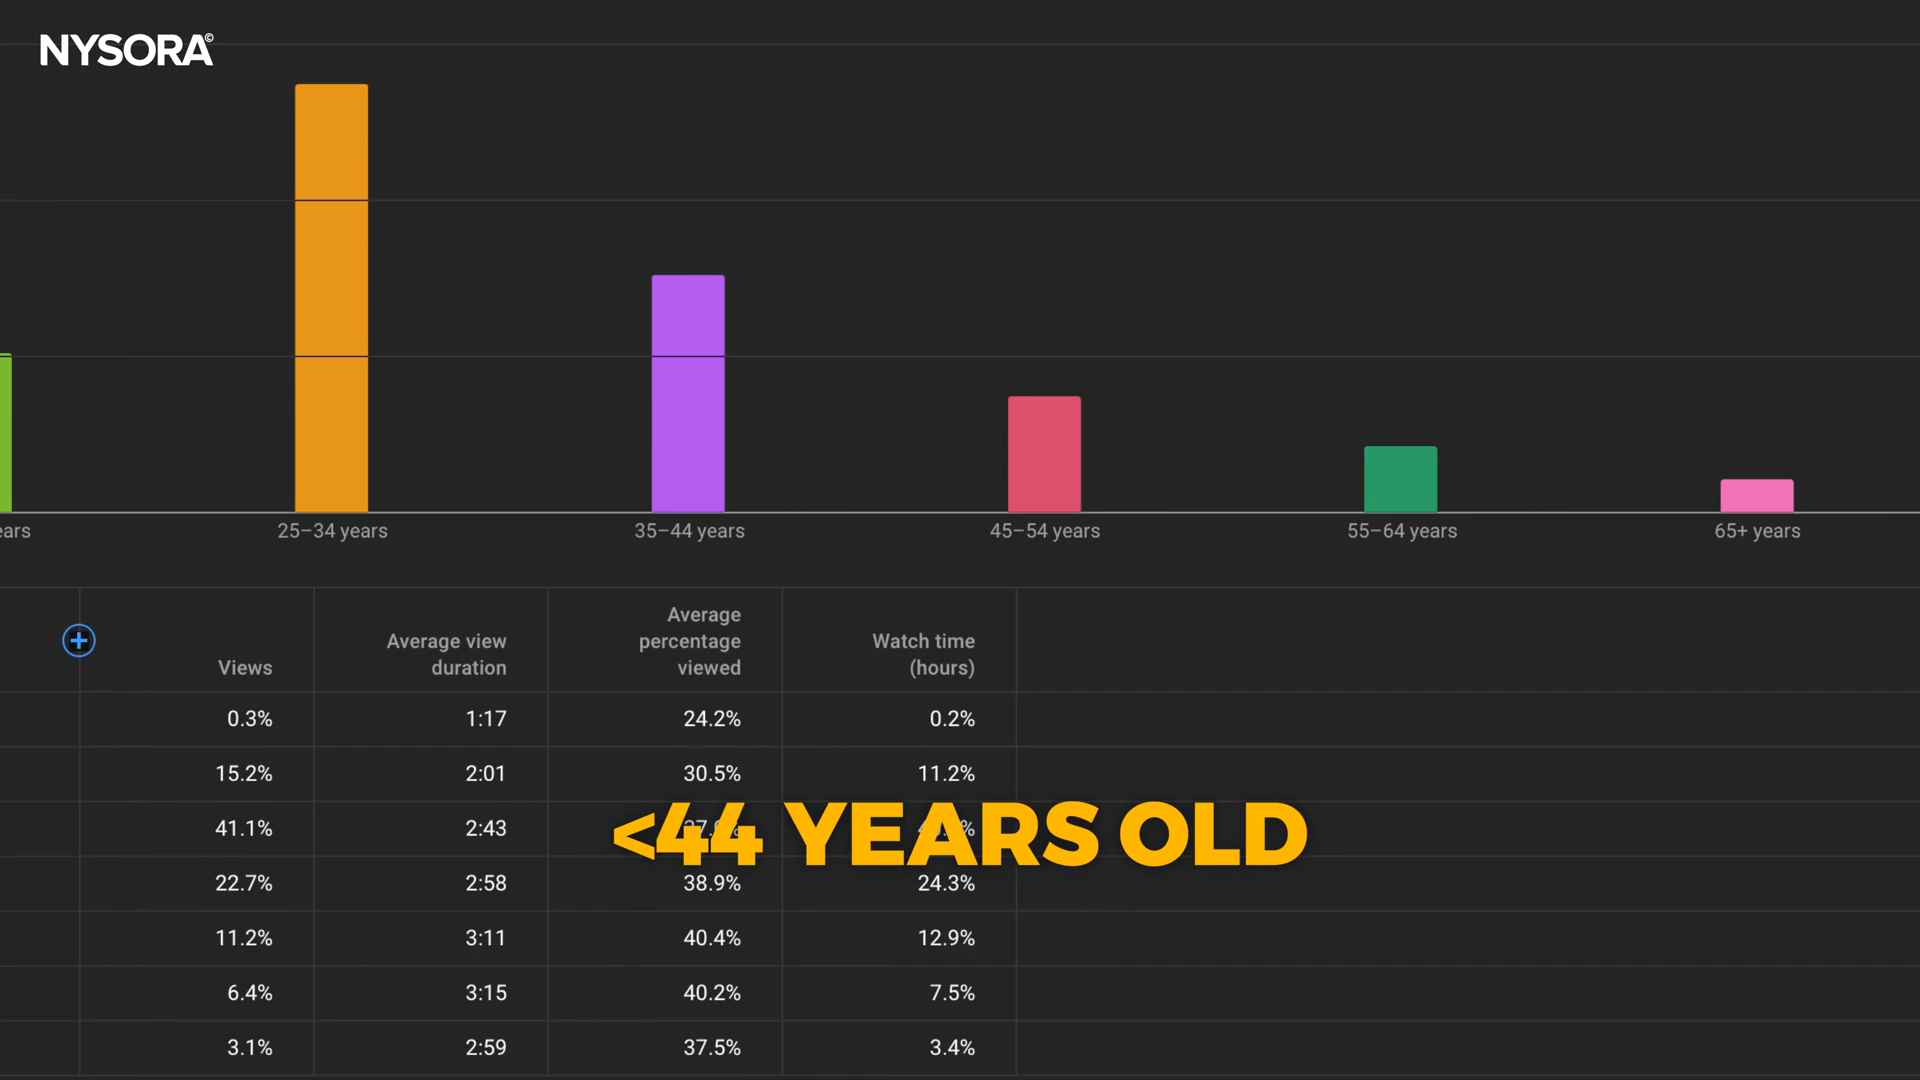 NYSORA©
ears 25–34 years 35–44 years 45–54 years 55–64 years 65+ years
Views Average view duration Average percentage viewed Watch time (hours)
0.3% 1:17 24.2% 0.2%
15.2% 2:01 30.5% 11.2%
41.1% 2:43
<44 YEARS OLD
22.7% 2:58 38.9% 24.3%
11.2% 3:11 40.4% 12.9%
6.4% 3:15 40.2% 7.5%
3.1% 2:59 37.5% 3.4%